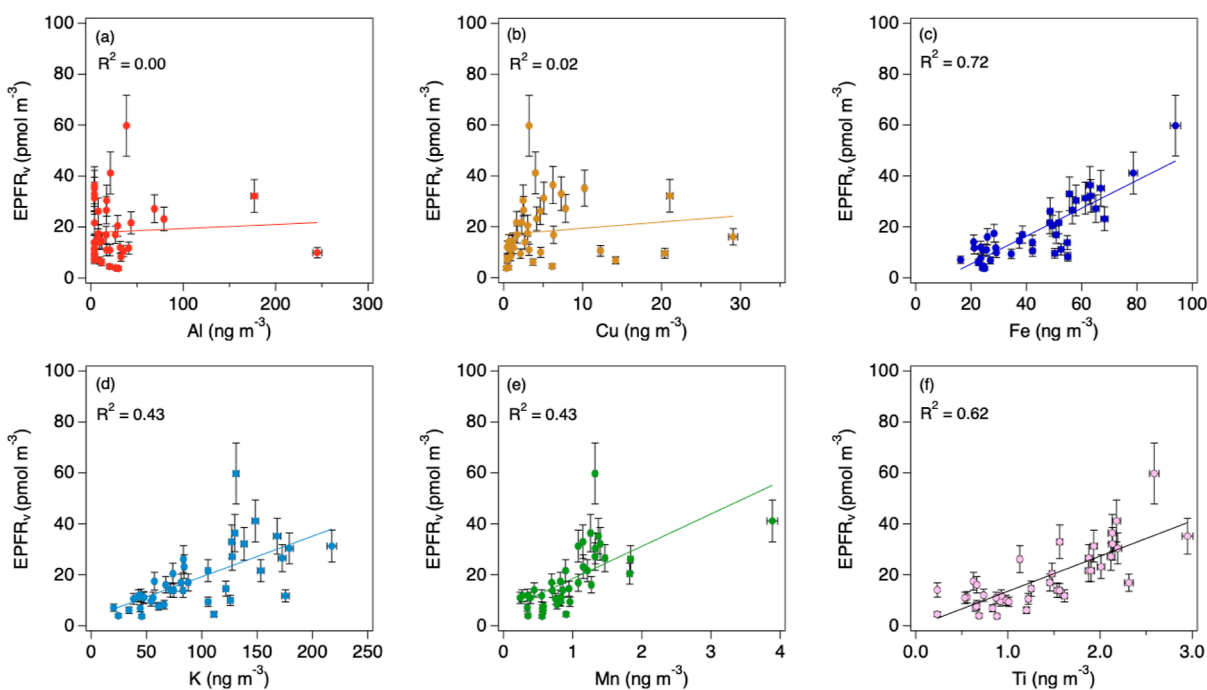 (a)
R² = 0.00
100
80
60
40
20
0
EPFRᵥ (pmol m⁻³)
0
100
200
300
Al (ng m⁻³)
(b)
R² = 0.02
100
80
60
40
20
0
EPFRᵥ (pmol m⁻³)
0
10
20
30
Cu (ng m⁻³)
(c)
R² = 0.72
100
80
60
40
20
0
EPFRᵥ (pmol m⁻³)
0
20
40
60
80
100
Fe (ng m⁻³)
(d)
R² = 0.43
100
80
60
40
20
0
EPFRᵥ (pmol m⁻³)
0
50
100
150
200
250
K (ng m⁻³)
(e)
R² = 0.43
100
80
60
40
20
0
EPFRᵥ (pmol m⁻³)
0
1
2
3
4
Mn (ng m⁻³)
(f)
R² = 0.62
100
80
60
40
20
0
EPFRᵥ (pmol m⁻³)
0.0
1.0
2.0
3.0
Ti (ng m⁻³)